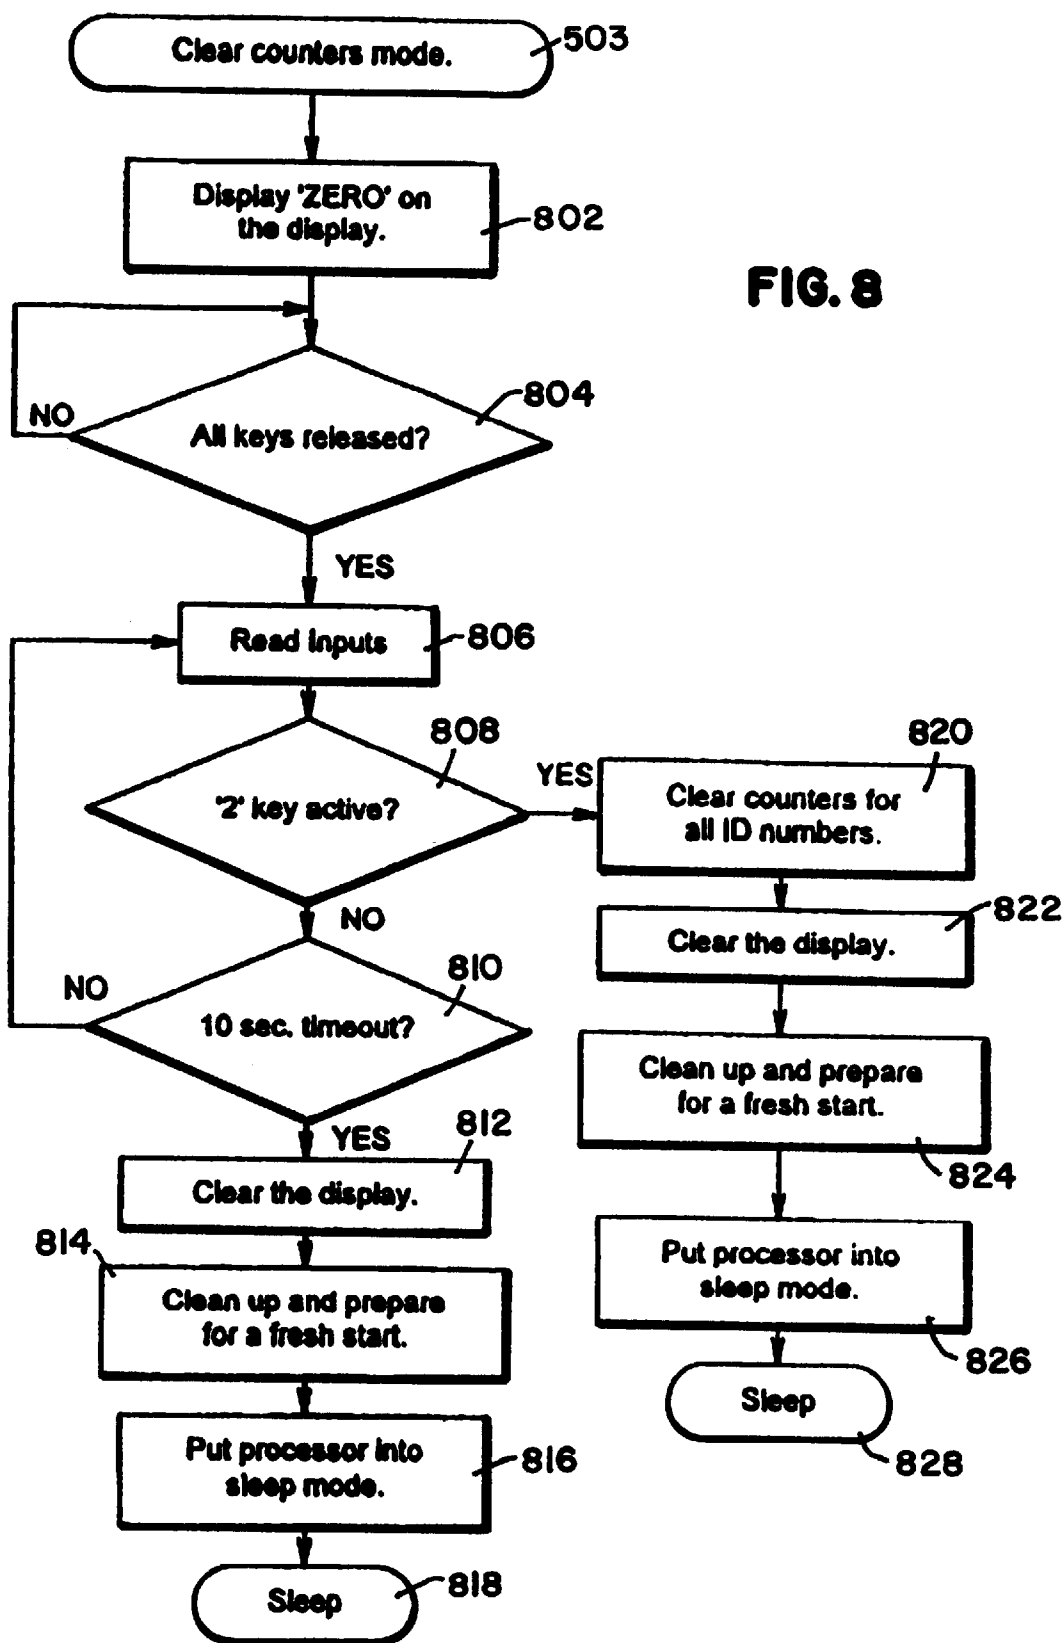 Clear counters mode.
503
Display 'ZERO' on
the display.
802
FIG. 8
804
NO
All keys released?
YES
Read Inputs
806
808
'2' key active?
YES
820
Clear counters for
all ID numbers.
NO
822
Clear the display.
810
NO
10 sec. timeout?
Clean up and prepare
for a fresh start.
824
YES
812
Clear the display.
814
Clean up and prepare
for a fresh start.
Put processor into
sleep mode.
826
Sleep
828
Put processor into
sleep mode.
816
Sleep
818